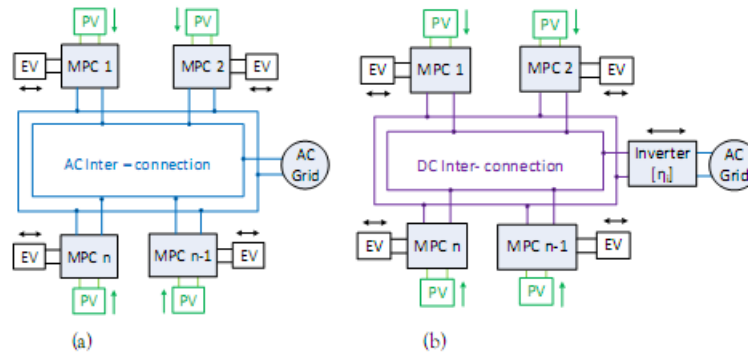 PV
PV
PV
PV
EV
MPC 1
MPC 2
EV
EV
MPC 1
MPC 2
EV
AC Inter – connection
AC
Grid
DC Inter- connection
Inverter
[ηᵢ]
AC
Grid
EV
MPC n
MPC n-1
EV
EV
MPC n
MPC n-1
EV
PV
PV
PV
PV
(a)
(b)